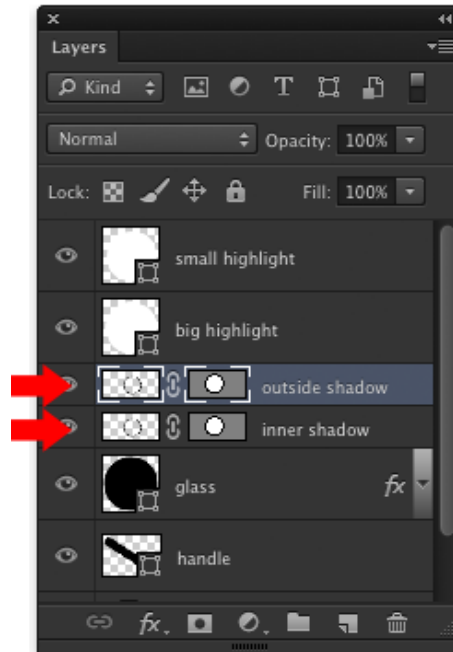 Layers
Kind
Normal Opacity: 100%
Lock: Fill: 100%
small highlight
big highlight
outside shadow
inner shadow
glass fx
handle
fx